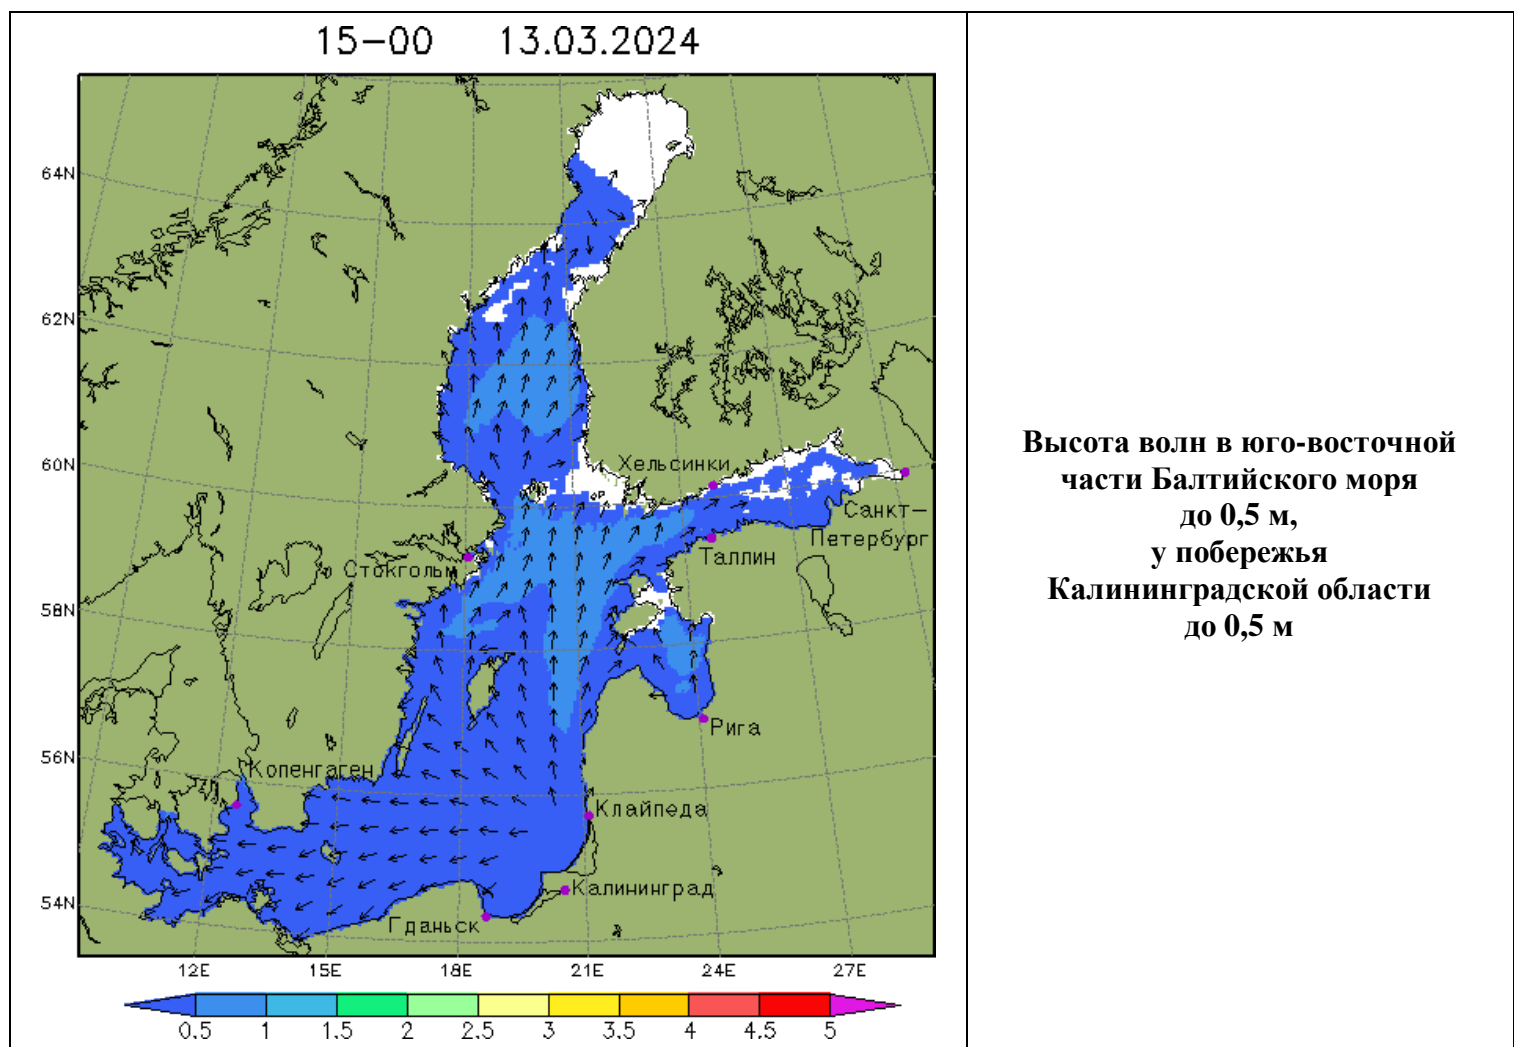 15-00 13.03.2024
64N
62N
60N
58N
56N
54N
Хельсинки
Санкт-
Петербург
Таллин
Стокгольм
Рига
Копенгаген
Клайпеда
Калининград
Гданьск
12E 15E 18E 21E 24E 27E
0.5 1 1.5 2 2.5 3 3.5 4 4.5 5
Высота волн в юго-восточной
части Балтийского моря
до 0,5 м,
у побережья
Калининградской области
до 0,5 м